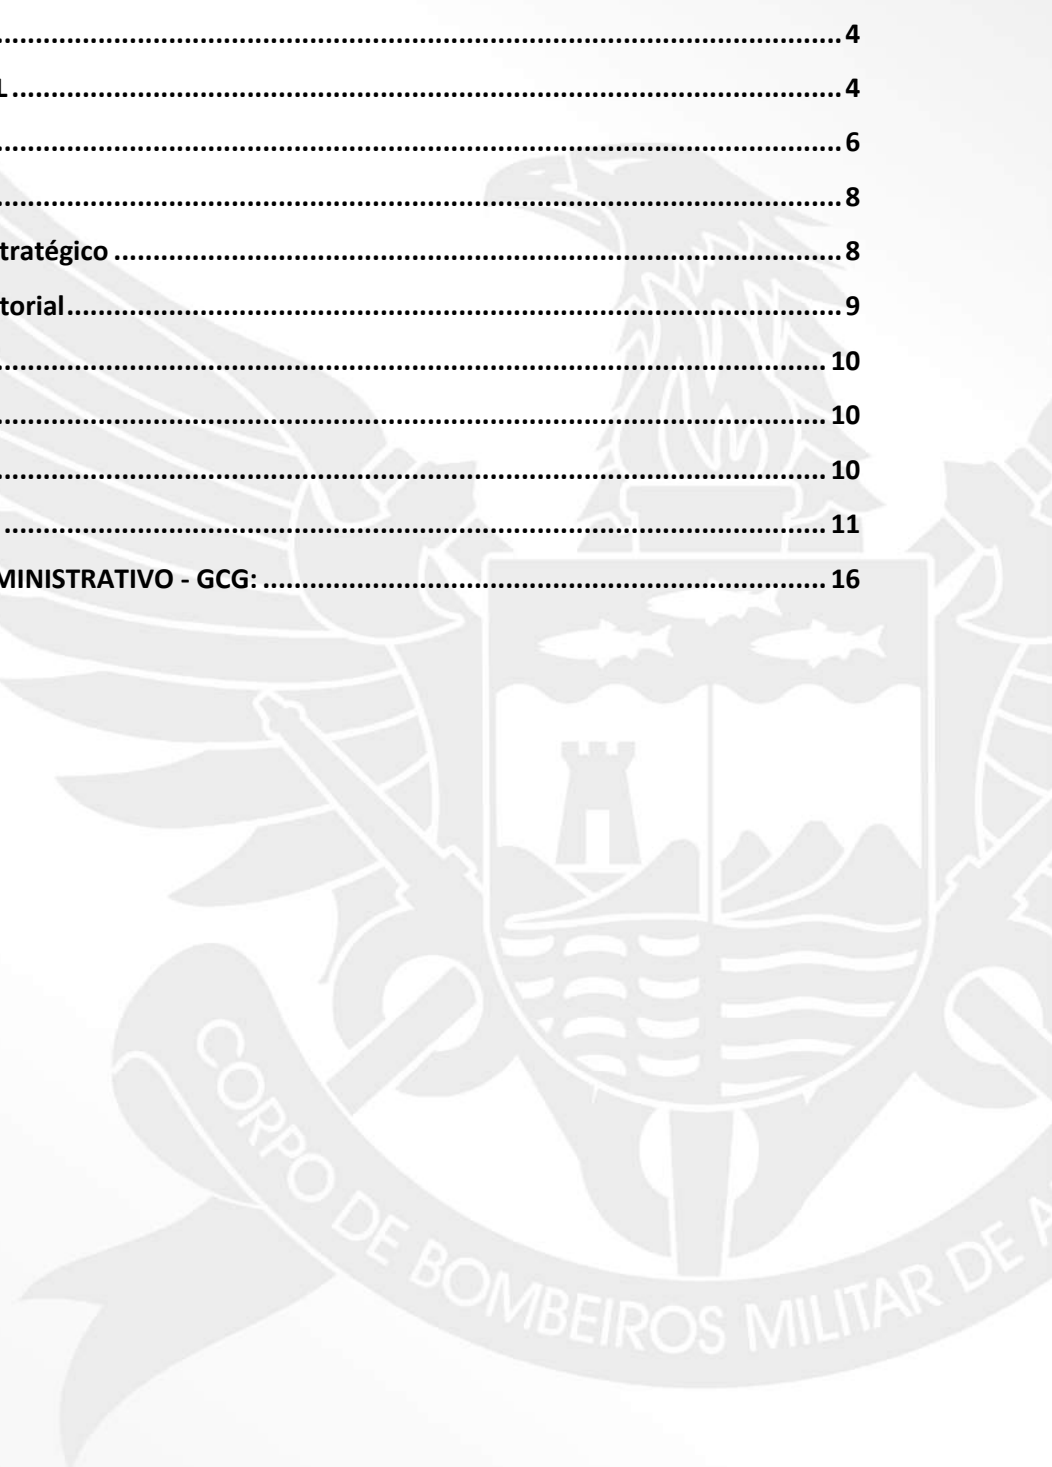 .......... 4
L .......... 4
.......... 6
.......... 8
tratégico .......... 8
torial .......... 9
.......... 10
.......... 10
.......... 10
.......... 11
MINISTRATIVO - GCG: .......... 16
CORPO DE BOMBEIROS MILITAR DE A